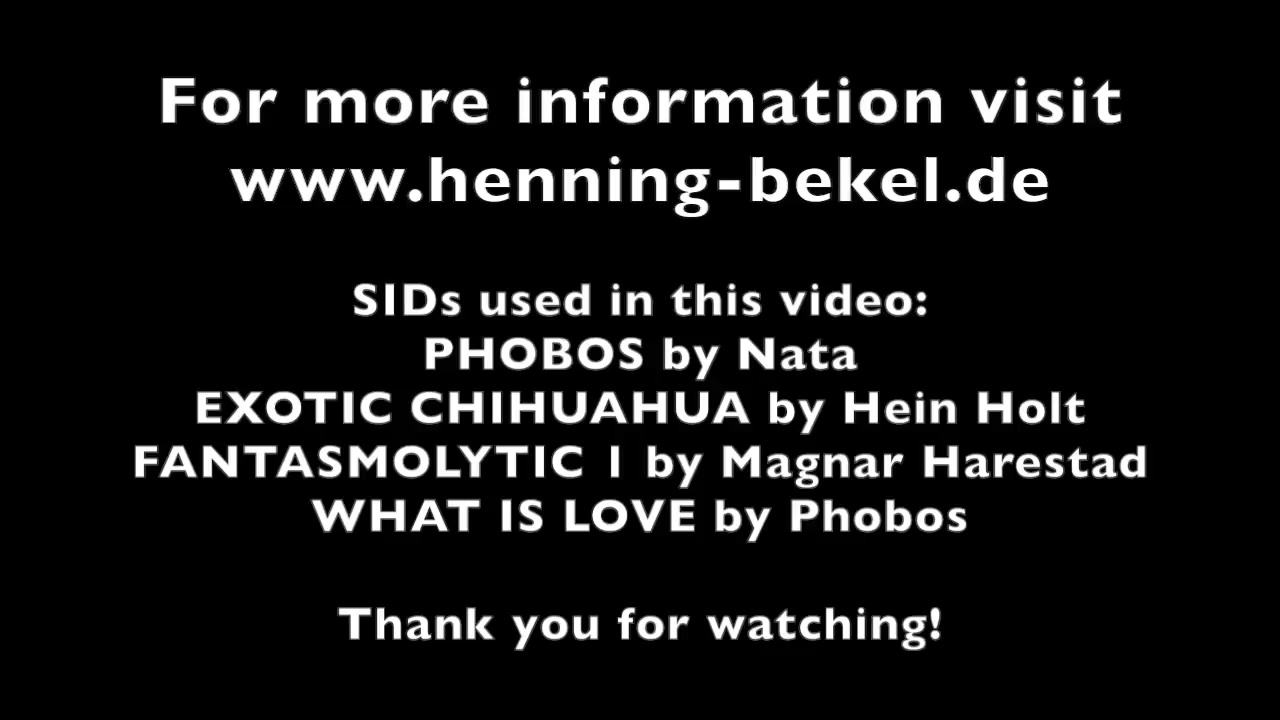 For more information visit
www.henning-bekel.de
SIDs used in this video:
PHOBOS by Nata
EXOTIC CHIHUAHUA by Hein Holt
FANTASMOLYTIC 1 by Magnar Harestad
WHAT IS LOVE by Phobos
Thank you for watching!